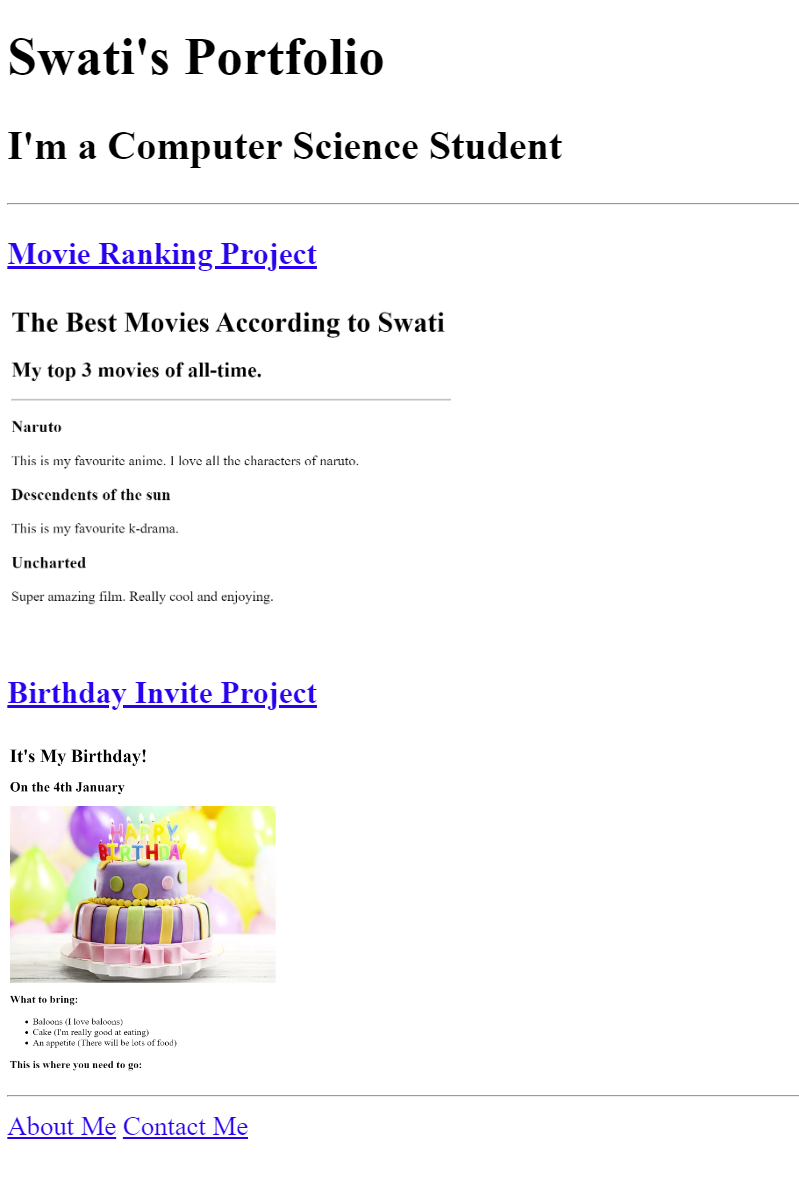 Swati's Portfolio
I'm a Computer Science Student
Movie Ranking Project
The Best Movies According to Swati
My top 3 movies of all-time.
Naruto
This is my favourite anime. I love all the characters of naruto.
Descendents of the sun
This is my favourite k-drama.
Uncharted
Super amazing film. Really cool and enjoying.
Birthday Invite Project
It's My Birthday!
On the 4th January
HAPPY
BIRTHDAY
What to bring:
Baloons (I love baloons)
Cake (I'm really good at eating)
An appetite (There will be lots of food)
This is where you need to go:
About Me Contact Me